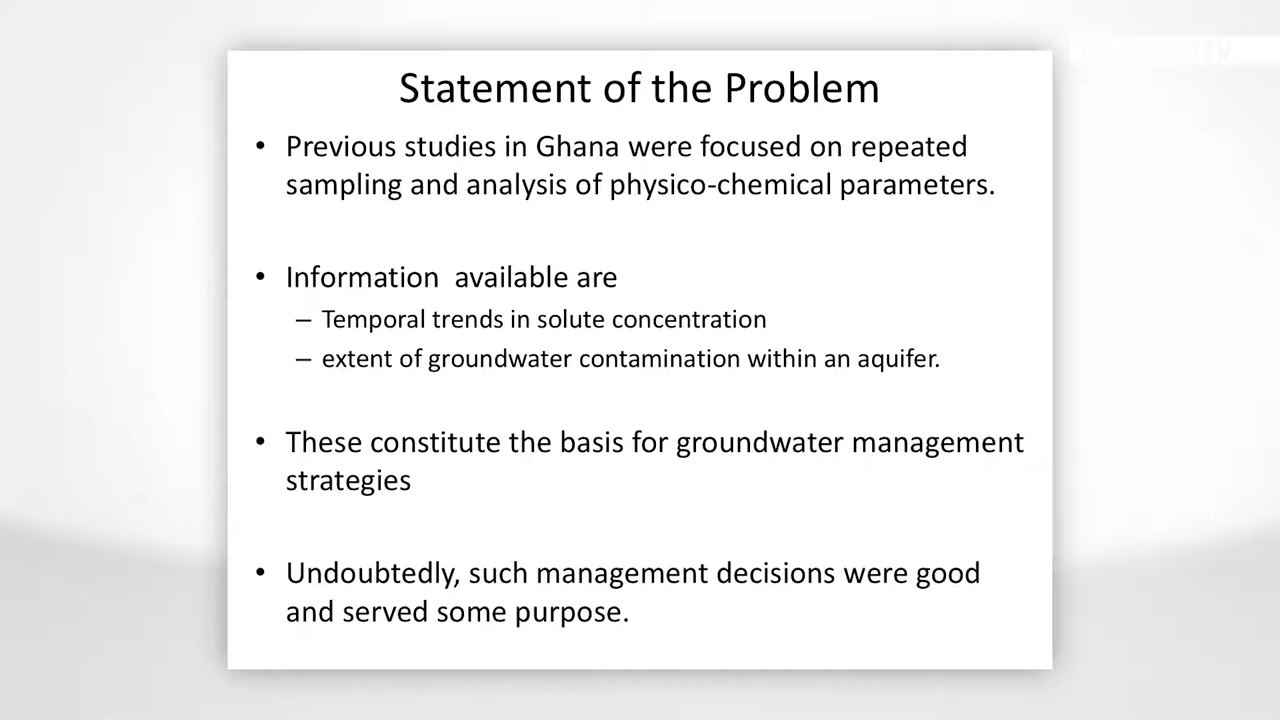 Statement of the Problem
• Previous studies in Ghana were focused on repeated
sampling and analysis of physico-chemical parameters.
• Information  available are
– Temporal trends in solute concentration
– extent of groundwater contamination within an aquifer.
• These constitute the basis for groundwater management
strategies
• Undoubtedly, such management decisions were good
and served some purpose.